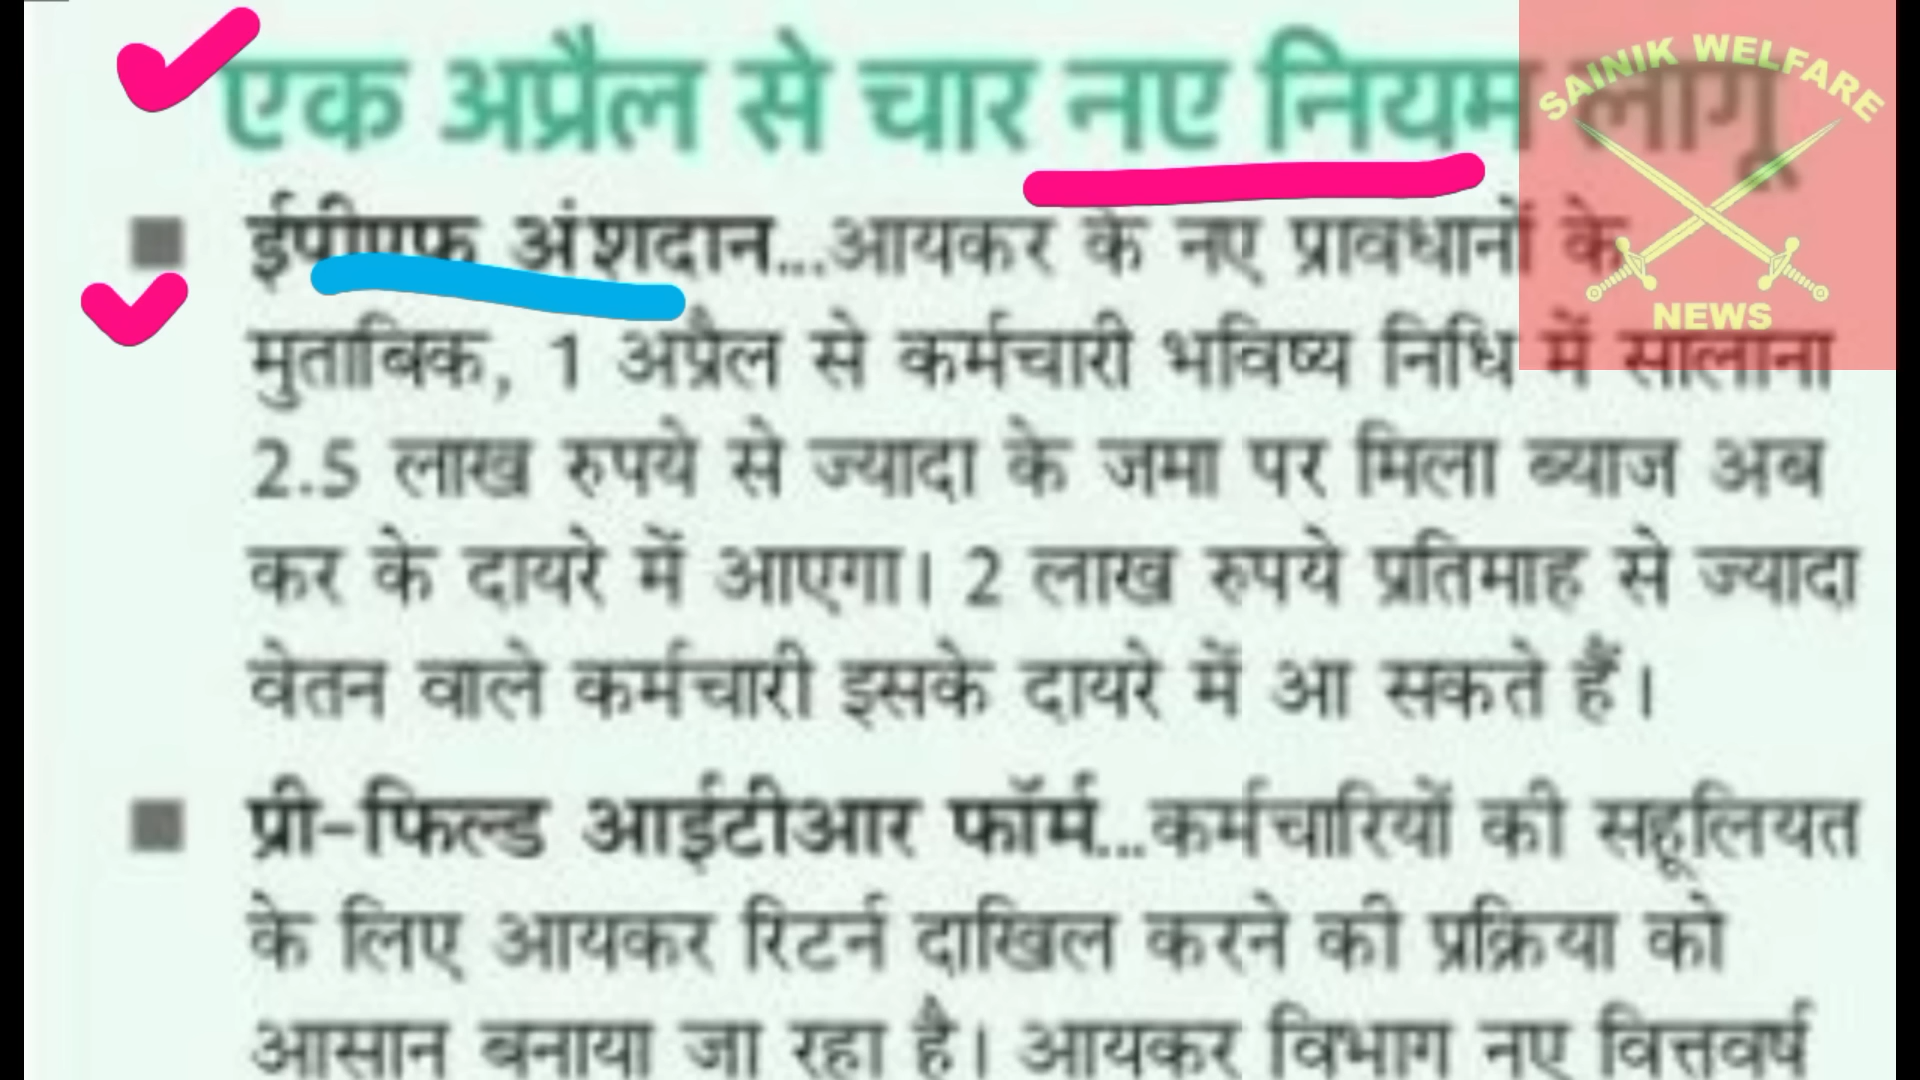 एक अप्रैल से चार नए नियम लागू
SAINIK WELFARE
NEWS
ईपीएफ अंशदान...आयकर के नए प्रावधानों के
मुताबिक, 1 अप्रैल से कर्मचारी भविष्य निधि में सालाना
2.5 लाख रुपये से ज्यादा के जमा पर मिला ब्याज अब
कर के दायरे में आएगा। 2 लाख रुपये प्रतिमाह से ज्यादा
वेतन वाले कर्मचारी इसके दायरे में आ सकते हैं।
प्री-फिल्ड आईटीआर फॉर्म...कर्मचारियों की सहूलियत
के लिए आयकर रिटर्न दाखिल करने की प्रक्रिया को
आसान बनाया जा रहा है। आयकर विभाग नए वित्तवर्ष